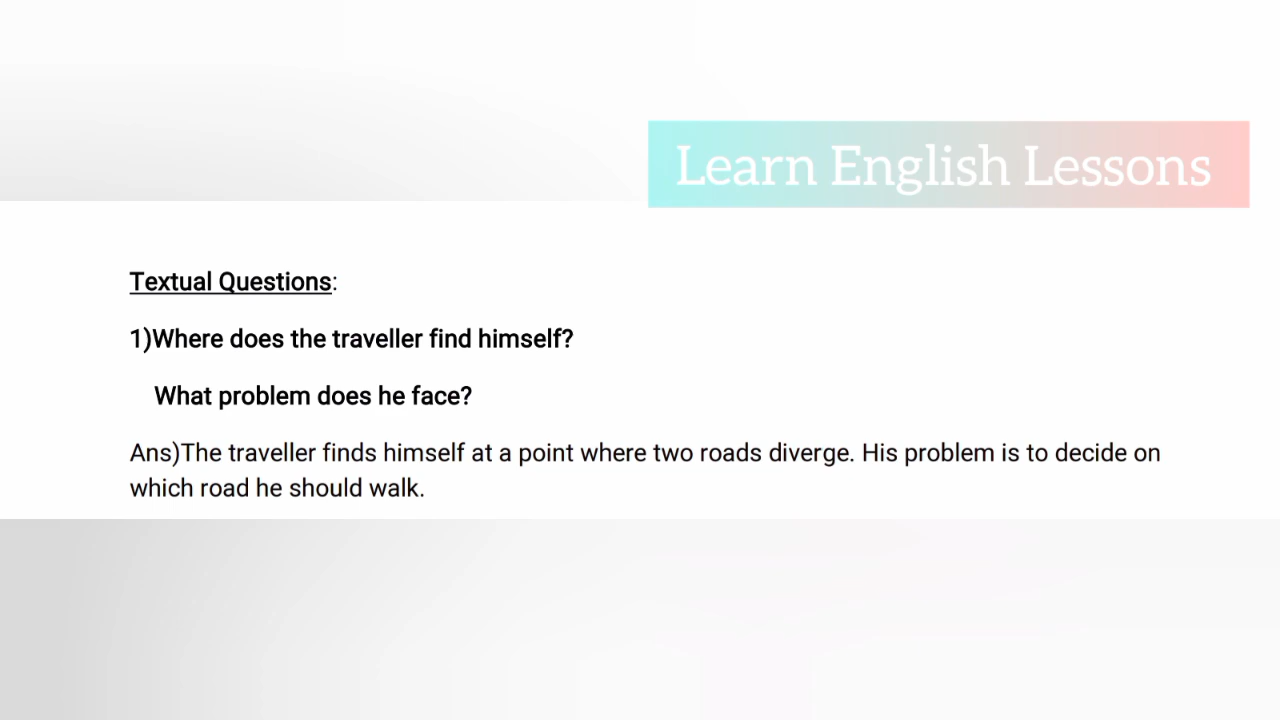 Learn English Lessons
Textual Questions:
1)Where does the traveller find himself?
What problem does he face?
Ans)The traveller finds himself at a point where two roads diverge. His problem is to decide on
which road he should walk.